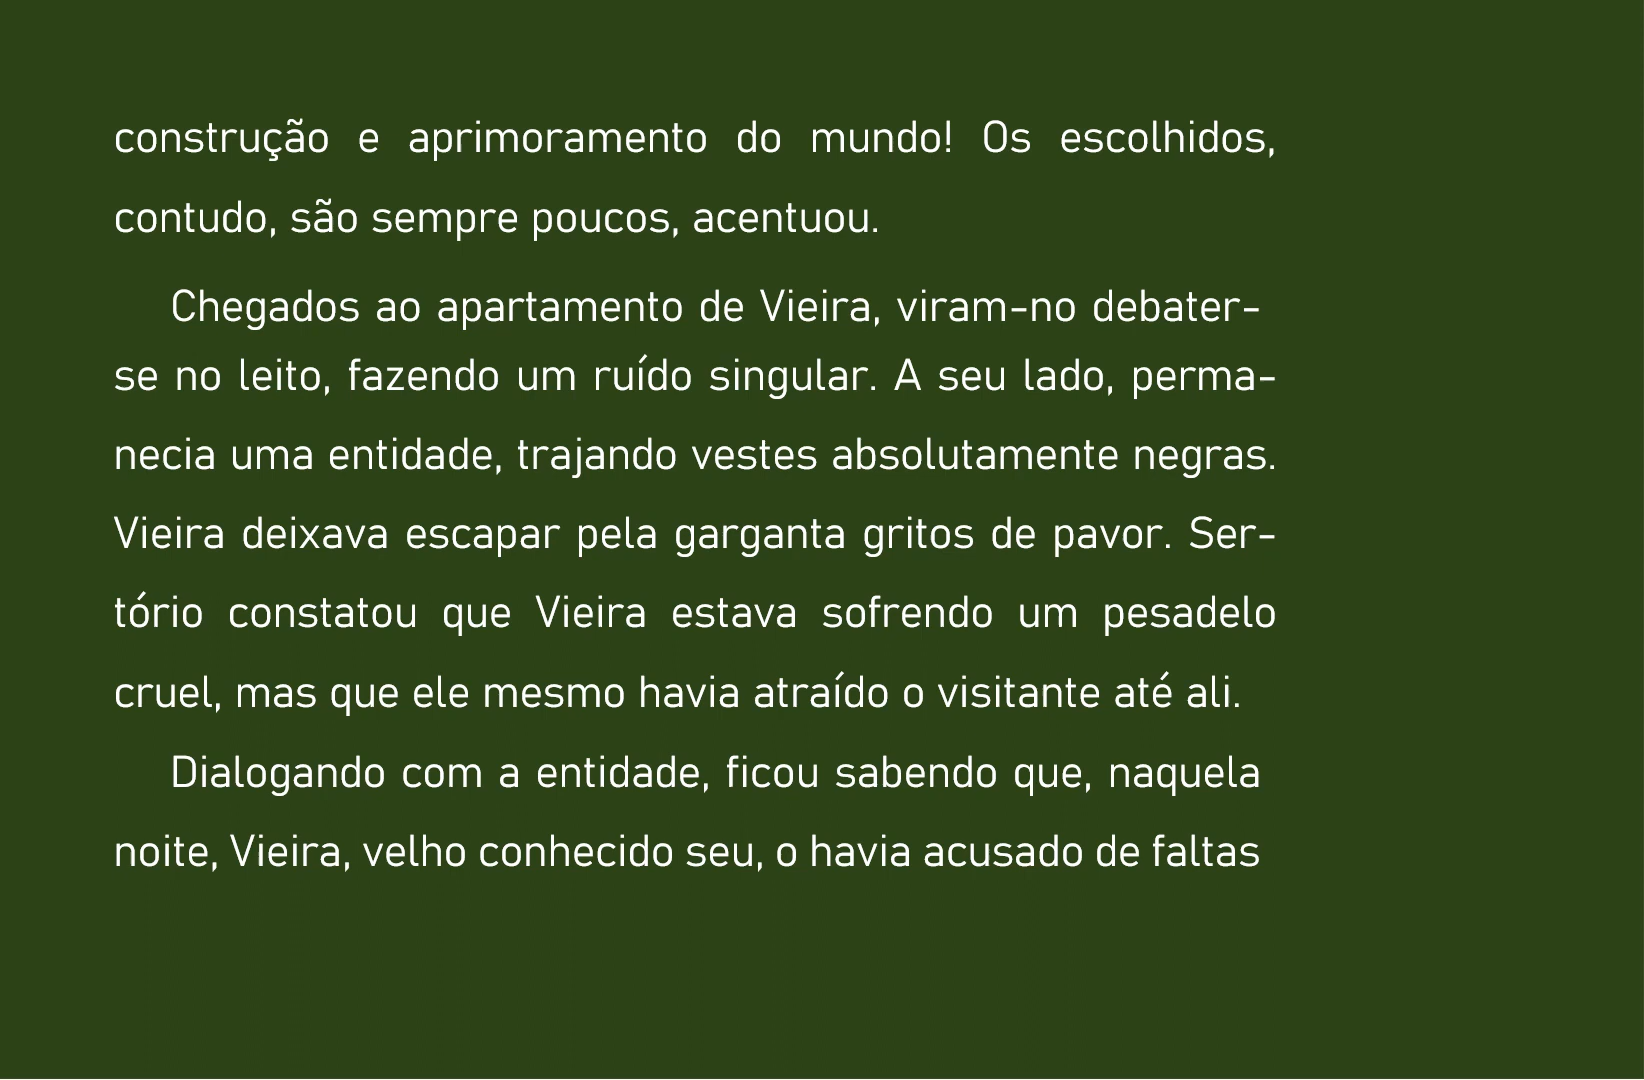 construção e aprimoramento do mundo! Os escolhidos,
contudo, são sempre poucos, acentuou.
Chegados ao apartamento de Vieira, viram-no debater-
se no leito, fazendo um ruído singular. A seu lado, perma-
necia uma entidade, trajando vestes absolutamente negras.
Vieira deixava escapar pela garganta gritos de pavor. Ser-
tório constatou que Vieira estava sofrendo um pesadelo
cruel, mas que ele mesmo havia atraído o visitante até ali.
Dialogando com a entidade, ficou sabendo que, naquela
noite, Vieira, velho conhecido seu, o havia acusado de faltas